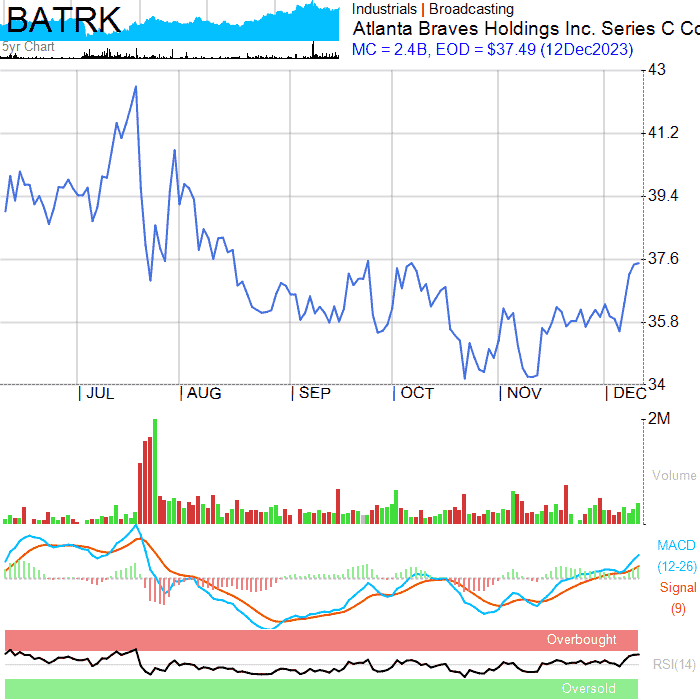 BATRK
5yr Chart
Industrials | Broadcasting
Atlanta Braves Holdings Inc. Series C Co
MC = 2.4B, EOD = $37.49 (12Dec2023)
43
41.2
39.4
37.6
35.8
34
JUL AUG SEP OCT NOV DEC
2M
Volume
MACD
(12-26)
Signal
(9)
Overbought
RSI(14)
Oversold